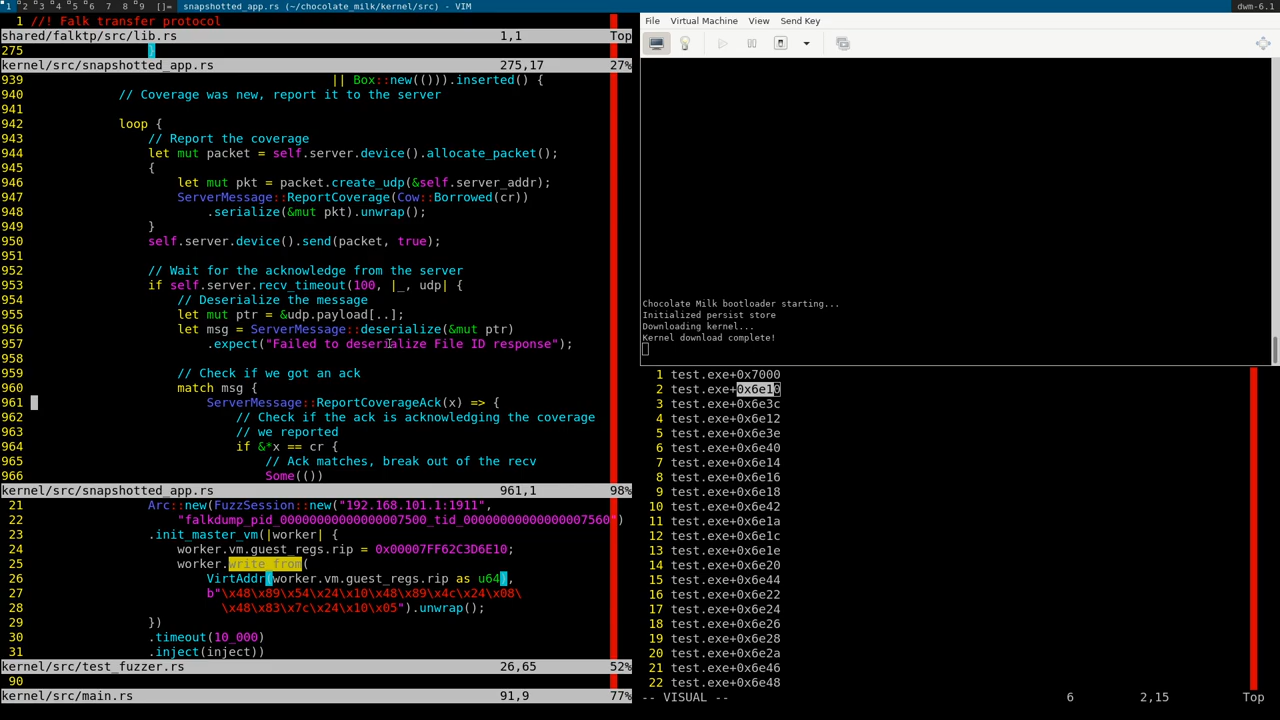 1 2 3 4 5 6 7 8 9 []= snapshotted_app.rs (~/chocolate_milk/kernel/src) - VIM dwm-6.1
1 //! Falk transfer protocol
shared/falktp/src/lib.rs 1,1 Top
275 }
kernel/src/snapshotted_app.rs 275,17 27%
939 || Box::new(())).inserted() {
940 // Coverage was new, report it to the server
941
942 loop {
943 // Report the coverage
944 let mut packet = self.server.device().allocate_packet();
945 {
946 let mut pkt = packet.create_udp(&self.server_addr);
947 ServerMessage::ReportCoverage(Cow::Borrowed(cr))
948 .serialize(&mut pkt).unwrap();
949 }
950 self.server.device().send(packet, true);
951
952 // Wait for the acknowledge from the server
953 if self.server.recv_timeout(100, |_, udp| {
954 // Deserialize the message
955 let mut ptr = &udp.payload[..];
956 let msg = ServerMessage::deserialize(&mut ptr)
957 .expect("Failed to deserialize File ID response");
958
959 // Check if we got an ack
960 match msg {
961 ServerMessage::ReportCoverageAck(x) => {
962 // Check if the ack is acknowledging the coverage
963 // we reported
964 if &*x == cr {
965 // Ack matches, break out of the recv
966 Some(())
kernel/src/snapshotted_app.rs 961,1 98%
21 Arc::new(FuzzSession::new("192.168.101.1:1911",
22 "falkdump_pid_00000000000000007500_tid_00000000000000007560")
23 .init_master_vm(|worker| {
24 worker.vm.guest_regs.rip = 0x00007FF62C3D6E10;
25 worker.write_from(
26 VirtAddr(worker.vm.guest_regs.rip as u64),
27 b"\x48\x89\x54\x24\x10\x48\x89\x4c\x24\x08\
28 \x48\x83\x7c\x24\x10\x05").unwrap();
29 })
30 .timeout(10_000)
31 .inject(inject))
kernel/src/test_fuzzer.rs 26,65 52%
90
kernel/src/main.rs 91,9 77%
File Virtual Machine View Send Key
Chocolate Milk bootloader starting...
Initialized persist store
Downloading kernel...
Kernel download complete!
1 test.exe+0x7000
2 test.exe+0x6e10
3 test.exe+0x6e3c
4 test.exe+0x6e12
5 test.exe+0x6e3e
6 test.exe+0x6e40
7 test.exe+0x6e14
8 test.exe+0x6e16
9 test.exe+0x6e18
10 test.exe+0x6e42
11 test.exe+0x6e1a
12 test.exe+0x6e1c
13 test.exe+0x6e1e
14 test.exe+0x6e20
15 test.exe+0x6e44
16 test.exe+0x6e22
17 test.exe+0x6e24
18 test.exe+0x6e26
19 test.exe+0x6e28
20 test.exe+0x6e2a
21 test.exe+0x6e46
22 test.exe+0x6e48
-- VISUAL -- 6 2,15 Top